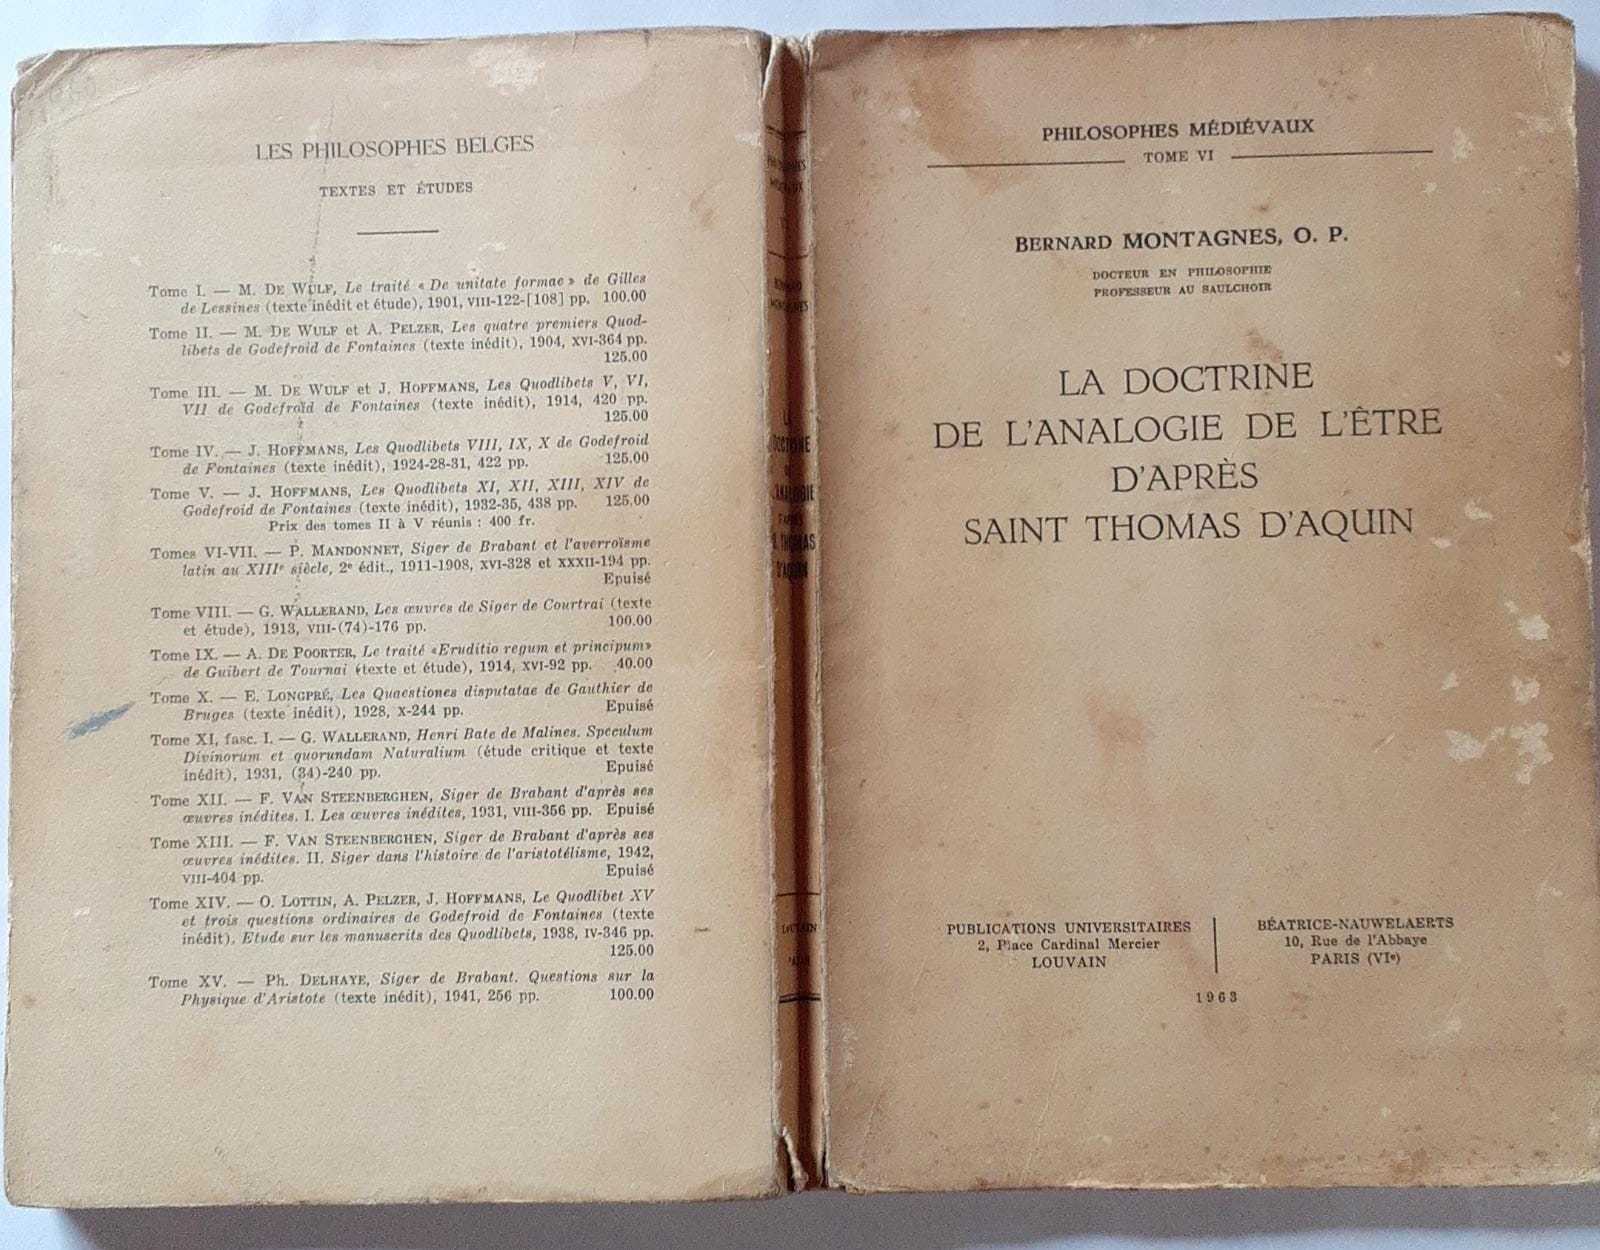 LES PHILOSOPHES BELGES
TEXTES ET ÉTUDES
Tome I. — M. DE WULF, Le traité « De unitate formae » de Gilles
de Lessines (texte inédit et étude), 1901, VIII-122-[108] pp. 100.00
Tome II. — M. DE WULF et A. PELZER, Les quatre premiers Quod-
libets de Godefroid de Fontaines (texte inédit), 1904, XVI-364 pp.
125.00
Tome III. — M. DE WULF et J. HOFFMANS, Les Quodlibets V, VI,
VII de Godefroid de Fontaines (texte inédit), 1914, 420 pp.
125.00
Tome IV. — J. HOFFMANS, Les Quodlibets VIII, IX, X de Godefroid
de Fontaines (texte inédit), 1924-28-31, 422 pp. 125.00
Tome V. — J. HOFFMANS, Les Quodlibets XI, XII, XIII, XIV de
Godefroid de Fontaines (texte inédit), 1932-35, 438 pp. 125,00
Prix des tomes II à V réunis : 400 fr.
Tomes VI-VII. — P. MANDONNET, Siger de Brabant et l'averroïsme
latin au XIIIe siècle, 2e édit., 1911-1908, XVI-328 et XXXII-194 pp.
Epuisé
Tome VIII. — G. WALLERAND, Les œuvres de Siger de Courtrai (texte
et étude), 1913, VIII-(74)-176 pp. 100.00
Tome IX. — A. DE POORTER, Le traité «Eruditio regum et principum»
de Guibert de Tournai (texte et étude), 1914, XVI-92 pp. 40.00
Tome X. — E. LONGPRÉ, Les Quaestiones disputatae de Gauthier de
Bruges (texte inédit), 1928, X-244 pp. Epuisé
Tome XI, fasc. I. — G. WALLERAND, Henri Bate de Malines. Speculum
Divinorum et quorundam Naturalium (étude critique et texte
inédit), 1931, (34)-240 pp. Epuisé
Tome XII. — F. VAN STEENBERGHEN, Siger de Brabant d'après ses
œuvres inédites. I. Les œuvres inédites, 1931, VIII-356 pp. Epuisé
Tome XIII. — F. VAN STEENBERGHEN, Siger de Brabant d'après ses
œuvres inédites. II. Siger dans l'histoire de l'aristotélisme, 1942,
VIII-404 pp. Epuisé
Tome XIV. — O. LOTTIN, A. PELZER, J. HOFFMANS, Le Quodlibet XV
et trois questions ordinaires de Godefroid de Fontaines (texte
inédit). Etude sur les manuscrits des Quodlibets, 1938, IV-346 pp.
125.00
Tome XV. — Ph. DELHAYE, Siger de Brabant. Questions sur la
Physique d'Aristote (texte inédit), 1941, 256 pp. 100.00
DOCTRINE
THOMAS
PHILOSOPHES MÉDIÉVAUX
TOME VI
BERNARD MONTAGNES, O. P.
DOCTEUR EN PHILOSOPHIE
PROFESSEUR AU SAULCHOIR
LA DOCTRINE
DE L'ANALOGIE DE L'ÊTRE
D'APRÈS
SAINT THOMAS D'AQUIN
PUBLICATIONS UNIVERSITAIRES
2, Place Cardinal Mercier
LOUVAIN
BÉATRICE-NAUWELAERTS
10, Rue de l'Abbaye
PARIS (VIe)
1963